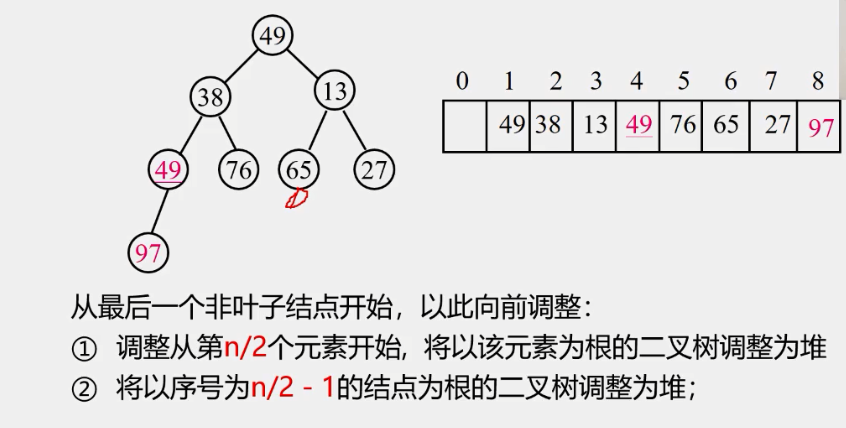 49
38 13
49 76 65 27
97
0 1 2 3 4 5 6 7 8
49 38 13 49 76 65 27 97
从最后一个非叶子结点开始，以此向前调整：
① 调整从第n/2个元素开始, 将以该元素为根的二叉树调整为堆
② 将以序号为n/2 - 1的结点为根的二叉树调整为堆；